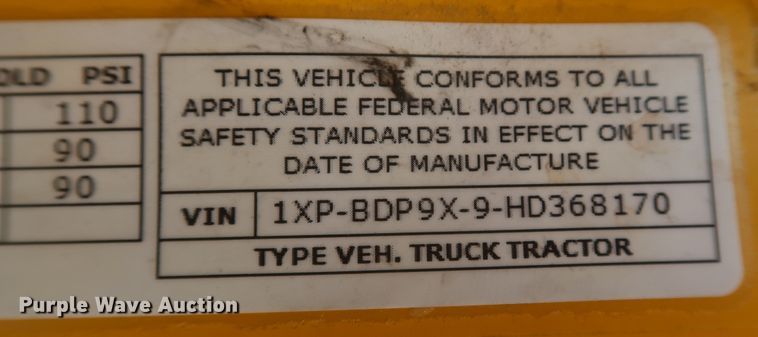 PSI
110
90
90
THIS VEHICLE CONFORMS TO ALL
APPLICABLE FEDERAL MOTOR VEHICLE
SAFETY STANDARDS IN EFFECT ON THE
DATE OF MANUFACTURE
VIN 1XP-BDP9X-9-HD368170
TYPE VEH. TRUCK TRACTOR
Purple Wave Auction